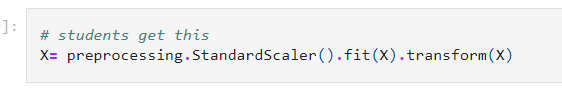 ]:
# students get this
X= preprocessing.StandardScaler().fit(X).transform(X)